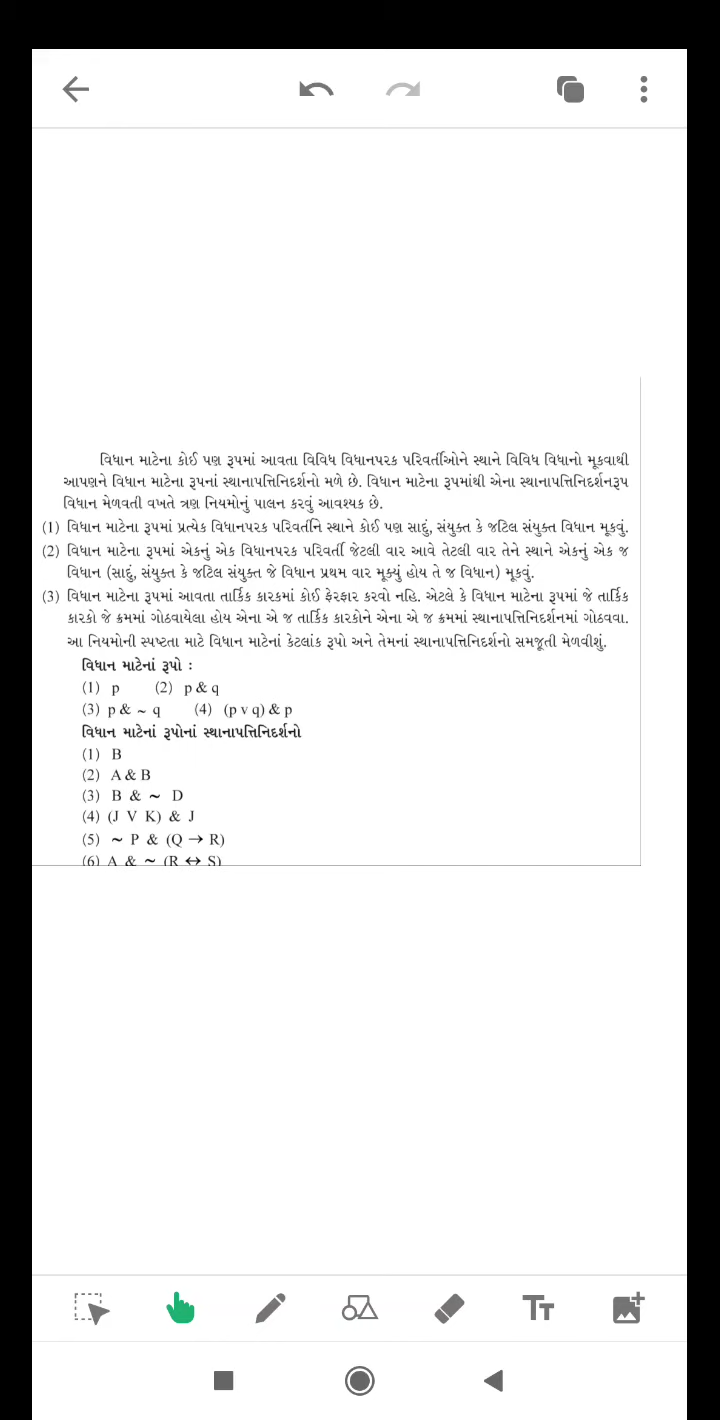 વિધાન માટેના કોઈ પણ રૂપમાં આવતા વિવિધ વિધાનપરક પરિવર્તીઓને સ્થાને વિવિધ વિધાનો મૂકવાથી
આપણને વિધાન માટેના રૂપનાં સ્થાનાપત્તિનિદર્શનો મળે છે. વિધાન માટેના રૂપમાંથી એના સ્થાનાપત્તિનિદર્શનરૂપ
વિધાન મેળવતી વખતે ત્રણ નિયમોનું પાલન કરવું આવશ્યક છે.
(1) વિધાન માટેના રૂપમાં પ્રત્યેક વિધાનપરક પરિવર્તીને સ્થાને કોઈ પણ સાદું, સંયુક્ત કે જટિલ સંયુક્ત વિધાન મૂકવું.
(2) વિધાન માટેના રૂપમાં એકનું એક વિધાનપરક પરિવર્તી જેટલી વાર આવે તેટલી વાર તેને સ્થાને એકનું એક જ
વિધાન (સાદું, સંયુક્ત કે જટિલ સંયુક્ત જે વિધાન પ્રથમ વાર મૂક્યું હોય તે જ વિધાન) મૂકવું.
(3) વિધાન માટેના રૂપમાં આવતા તાર્કિક કારકમાં કોઈ ફેરફાર કરવો નહિ. એટલે કે વિધાન માટેના રૂપમાં જે તાર્કિક
કારકો જે ક્રમમાં ગોઠવાયેલા હોય એના એ જ તાર્કિક કારકોને એના એ જ ક્રમમાં સ્થાનાપત્તિનિદર્શનમાં ગોઠવવા.
આ નિયમોની સ્પષ્ટતા માટે વિધાન માટેનાં કેટલાંક રૂપો અને તેમનાં સ્થાનાપત્તિનિદર્શનો સમજૂતી મેળવીશું.
વિધાન માટેનાં રૂપો :
(1) p (2) p & q
(3) p & ~ q (4) (p v q) & p
વિધાન માટેનાં રૂપોનાં સ્થાનાપત્તિનિદર્શનો
(1) B
(2) A & B
(3) B & ~ D
(4) (J V K) & J
(5) ~ P & (Q → R)
(6) A & ~ (R ↔ S)
TT